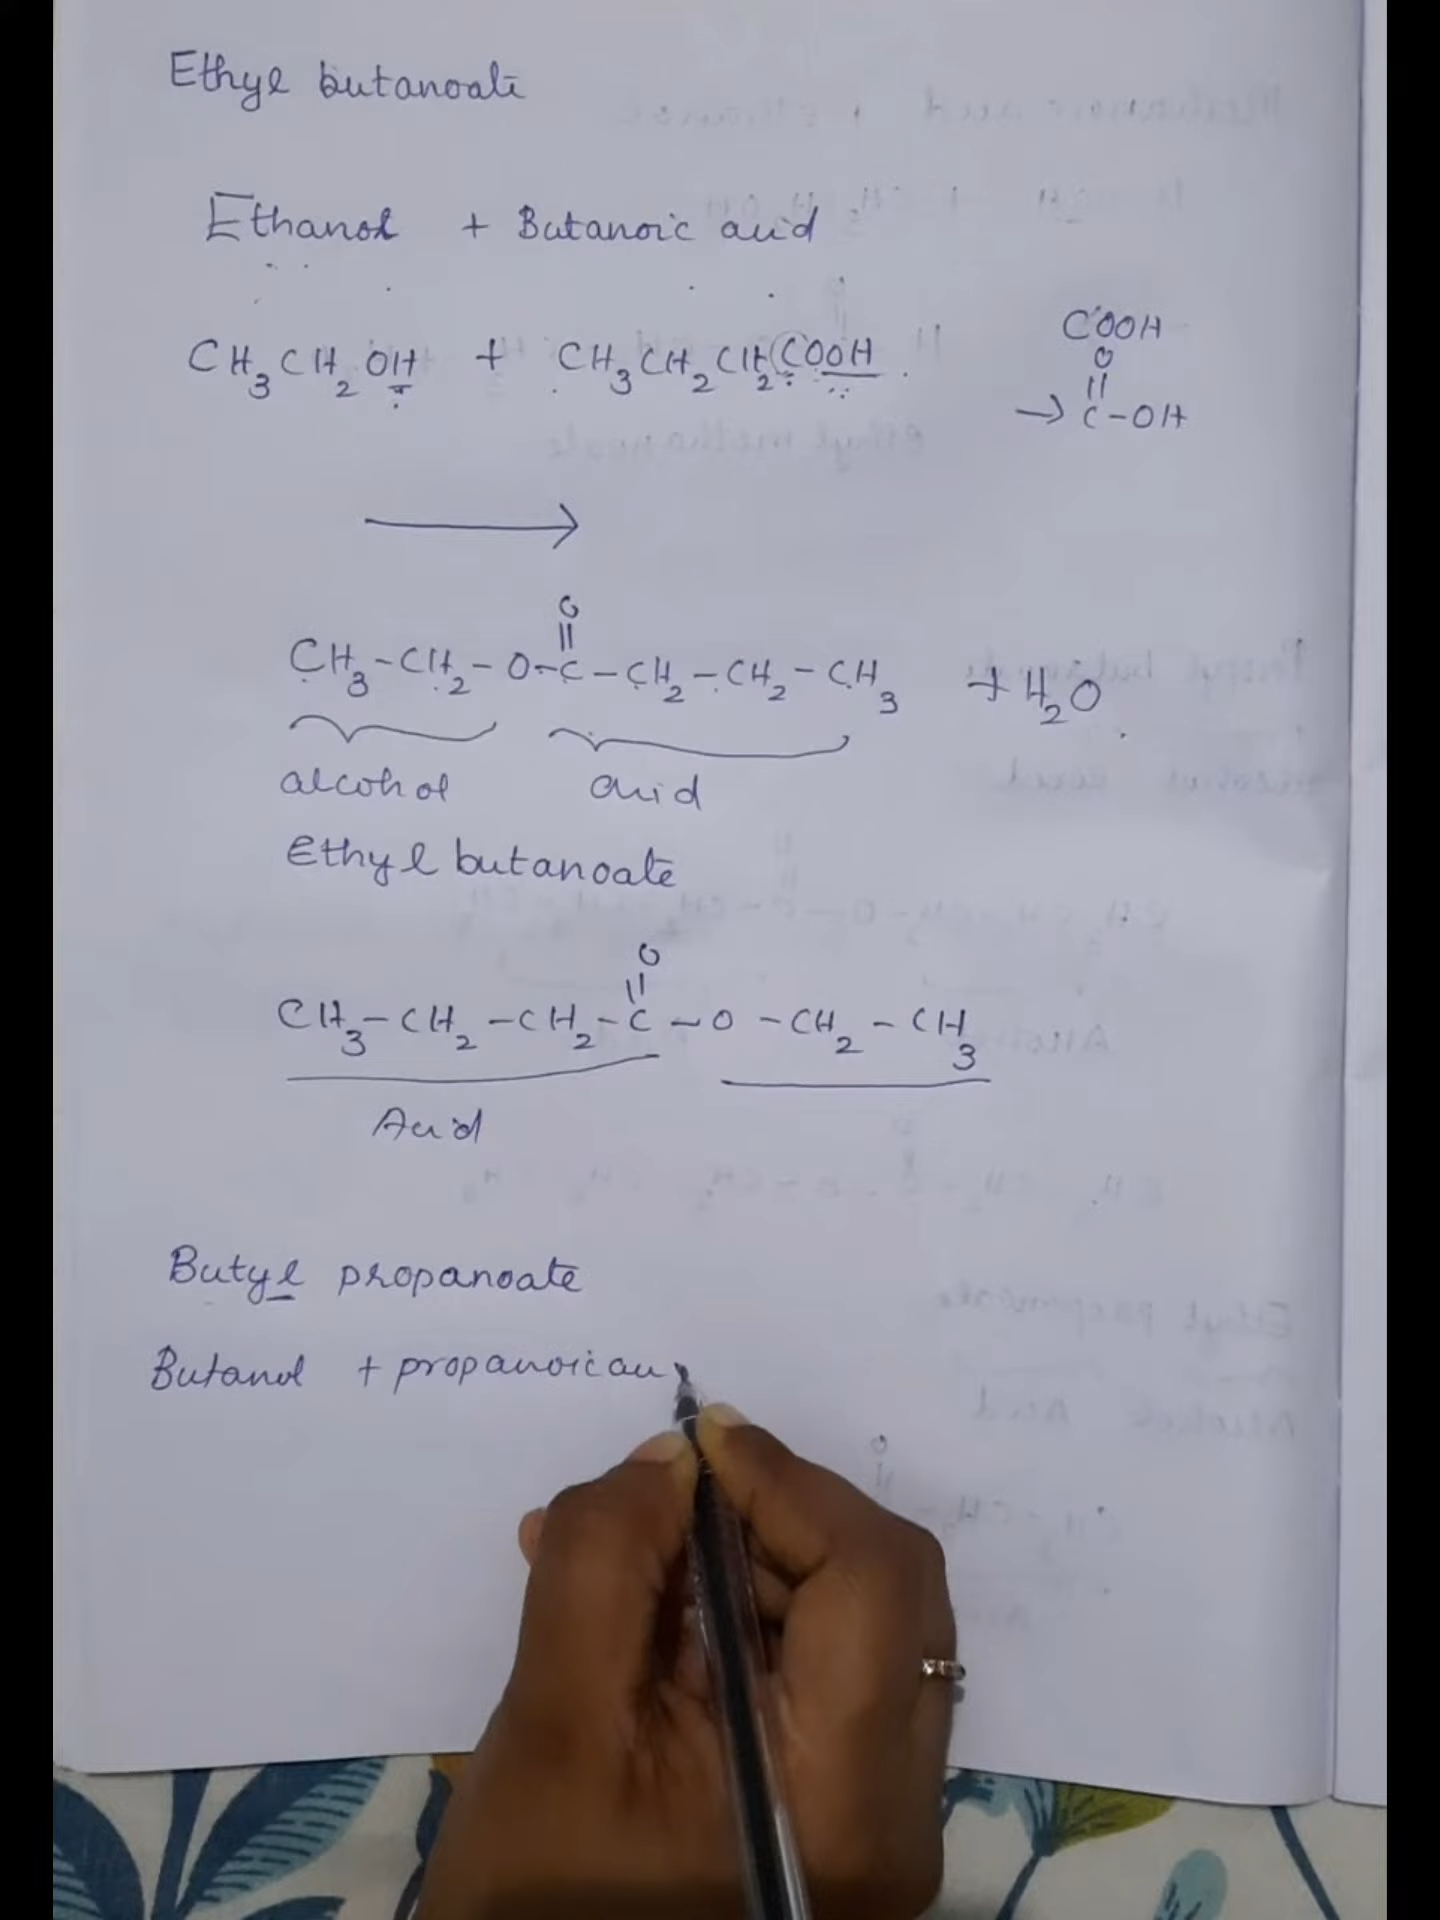 Ethyl butanoate
Ethanol + Butanoic acid
CH3CH2OH + CH3CH2CH2COOH
COOH
O
||
→ C-OH
→
O
||
CH3-CH2-O-C-CH2-CH2-CH3 + H2O
alcohol acid
Ethyl butanoate
O
||
CH3-CH2-CH2-C-O-CH2-CH3
Acid
Butyl propanoate
Butanol + propanoic aci